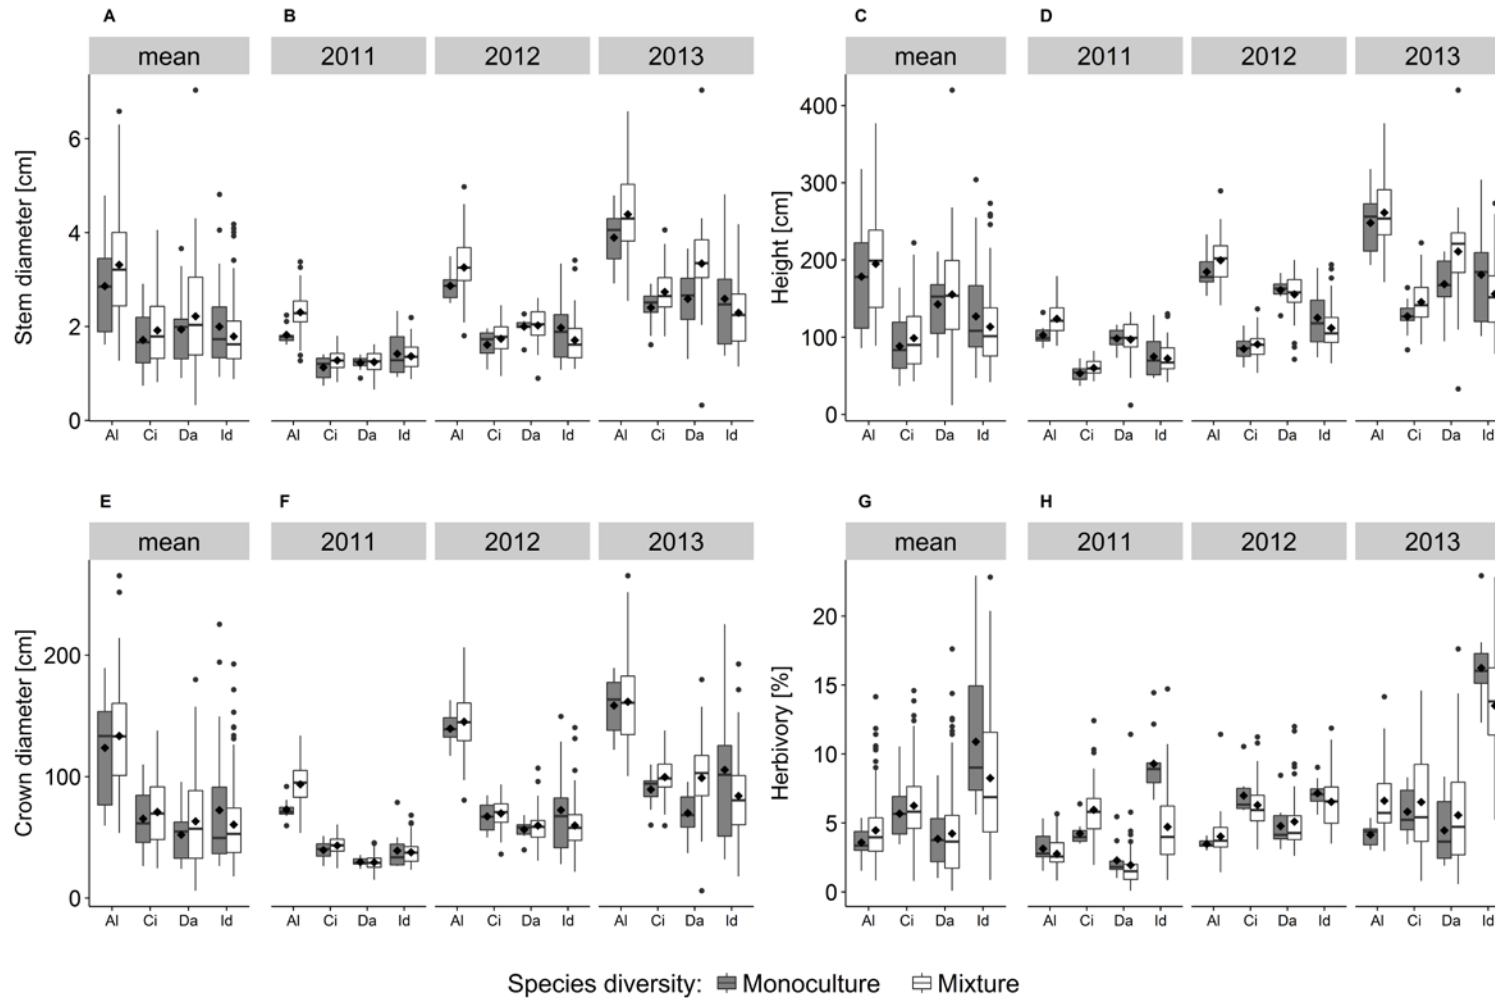 A B C D
mean 2011 2012 2013 mean 2011 2012 2013
Stem diameter [cm]
6
4
2
0
Al Ci Da Id Al Ci Da Id Al Ci Da Id Al Ci Da Id
Height [cm]
400
300
200
100
0
Al Ci Da Id Al Ci Da Id Al Ci Da Id Al Ci Da Id
E F G H
mean 2011 2012 2013 mean 2011 2012 2013
Crown diameter [cm]
200
100
0
Al Ci Da Id Al Ci Da Id Al Ci Da Id Al Ci Da Id
Herbivory [%]
20
15
10
5
0
Al Ci Da Id Al Ci Da Id Al Ci Da Id Al Ci Da Id
Species diversity: Monoculture Mixture